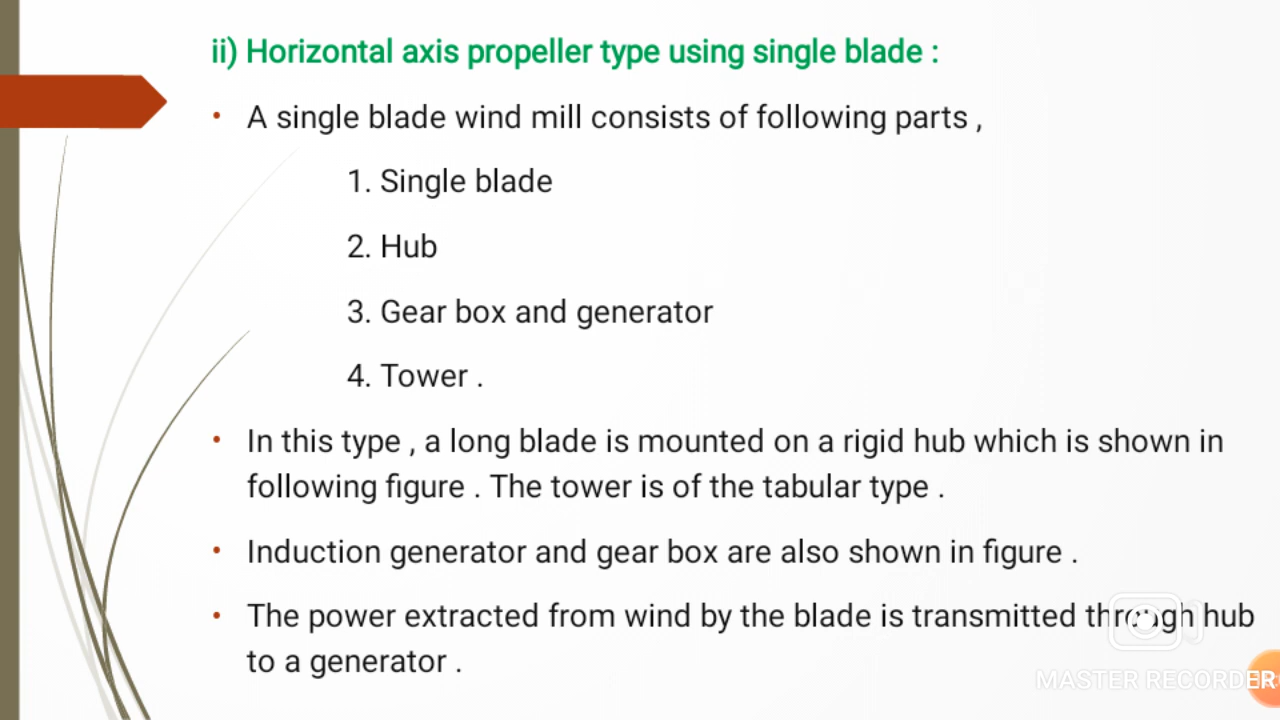 ii) Horizontal axis propeller type using single blade :
• A single blade wind mill consists of following parts ,
1. Single blade
2. Hub
3. Gear box and generator
4. Tower .
• In this type , a long blade is mounted on a rigid hub which is shown in
following figure . The tower is of the tabular type .
• Induction generator and gear box are also shown in figure .
• The power extracted from wind by the blade is transmitted through hub
to a generator .
MASTER RECORDER